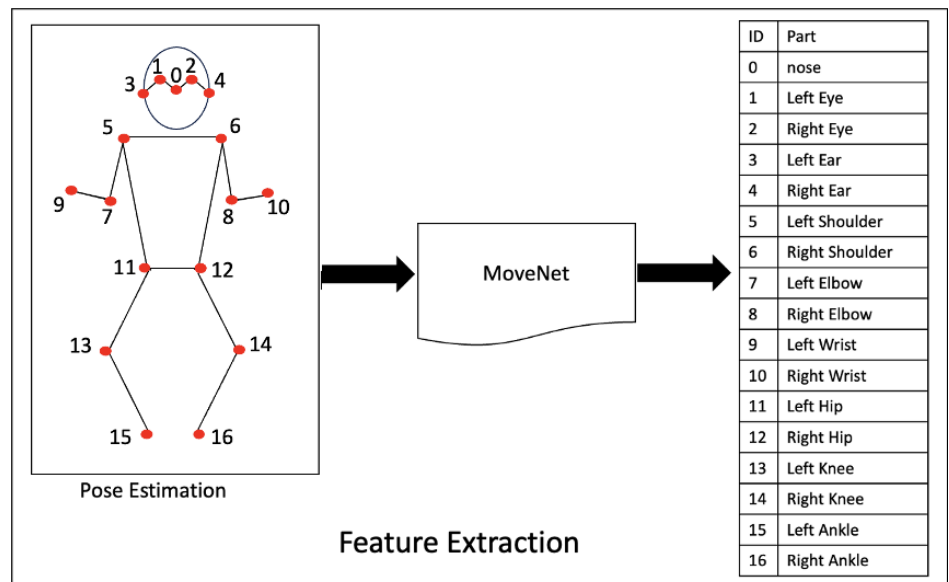 1 0 2
3 4
5 6
9 7 8 10
11 12
13 14
15 16
Pose Estimation
MoveNet
ID Part
0 nose
1 Left Eye
2 Right Eye
3 Left Ear
4 Right Ear
5 Left Shoulder
6 Right Shoulder
7 Left Elbow
8 Right Elbow
9 Left Wrist
10 Right Wrist
11 Left Hip
12 Right Hip
13 Left Knee
14 Right Knee
15 Left Ankle
16 Right Ankle
Feature Extraction